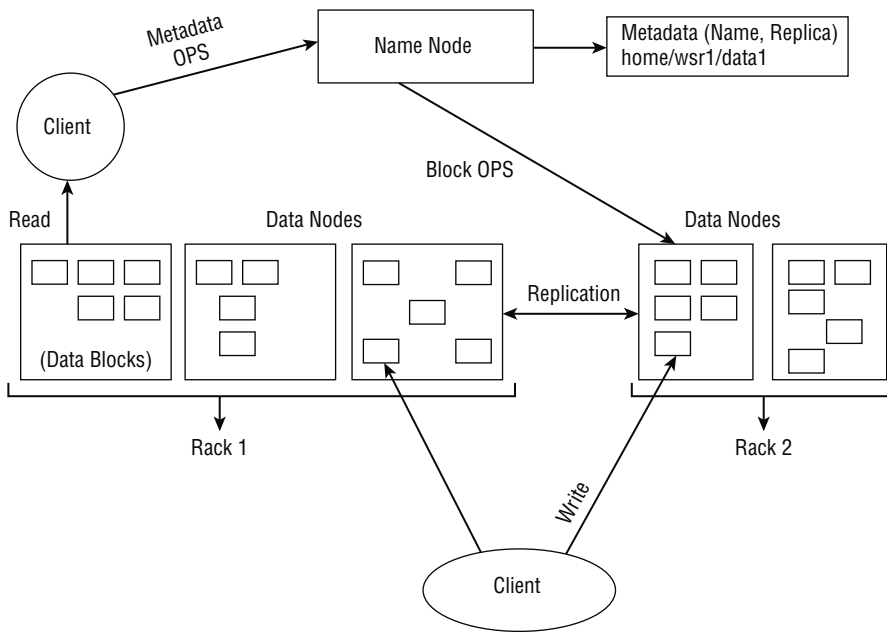 Metadata
OPS
Name Node
Metadata (Name, Replica)
home/wsr1/data1
Client
Block OPS
Read
Data Nodes
Data Nodes
Replication
(Data Blocks)
Rack 1
Rack 2
Write
Client